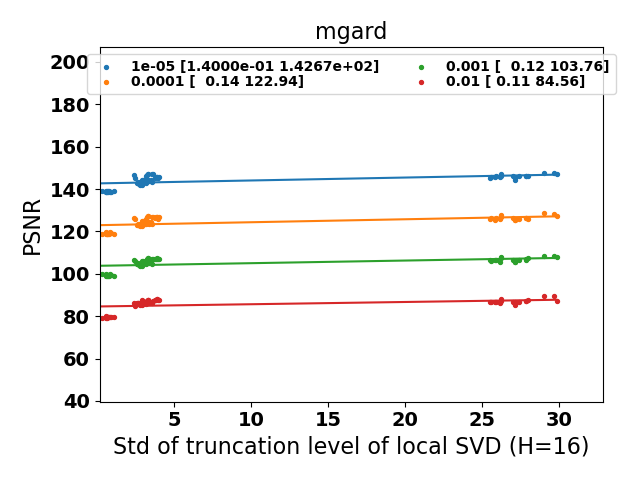 mgard
1e-05 [1.4000e-01 1.4267e+02]
0.0001 [  0.14 122.94]
0.001 [  0.12 103.76]
0.01 [ 0.11 84.56]
PSNR
200
180
160
140
120
100
80
60
40
5 10 15 20 25 30
Std of truncation level of local SVD (H=16)